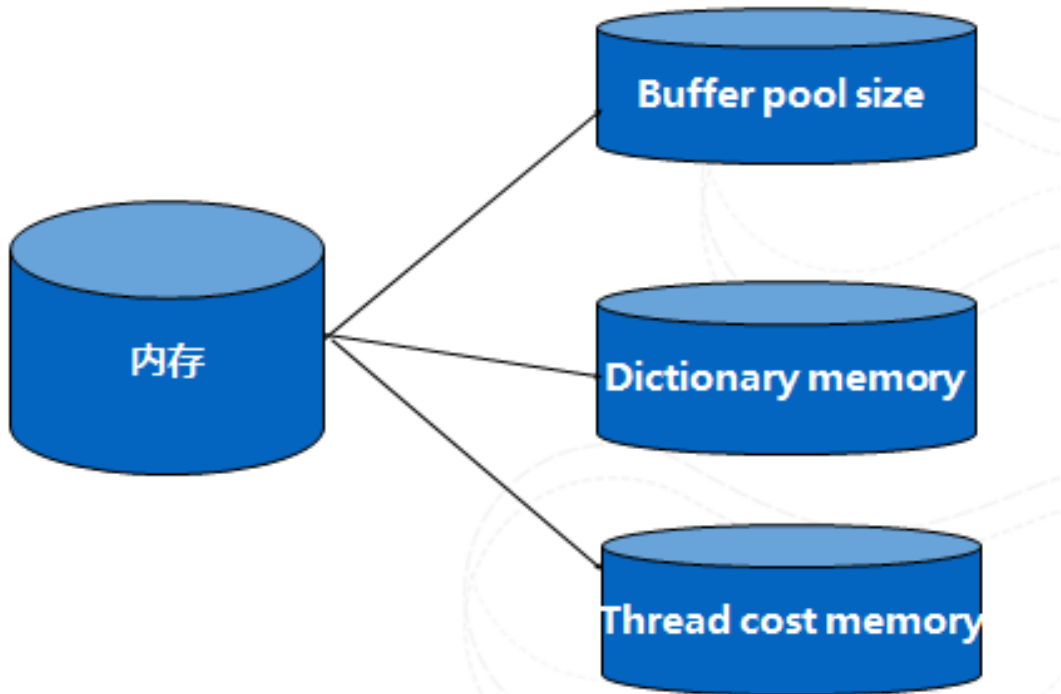 Buffer pool size
内存
Dictionary memory
Thread cost memory